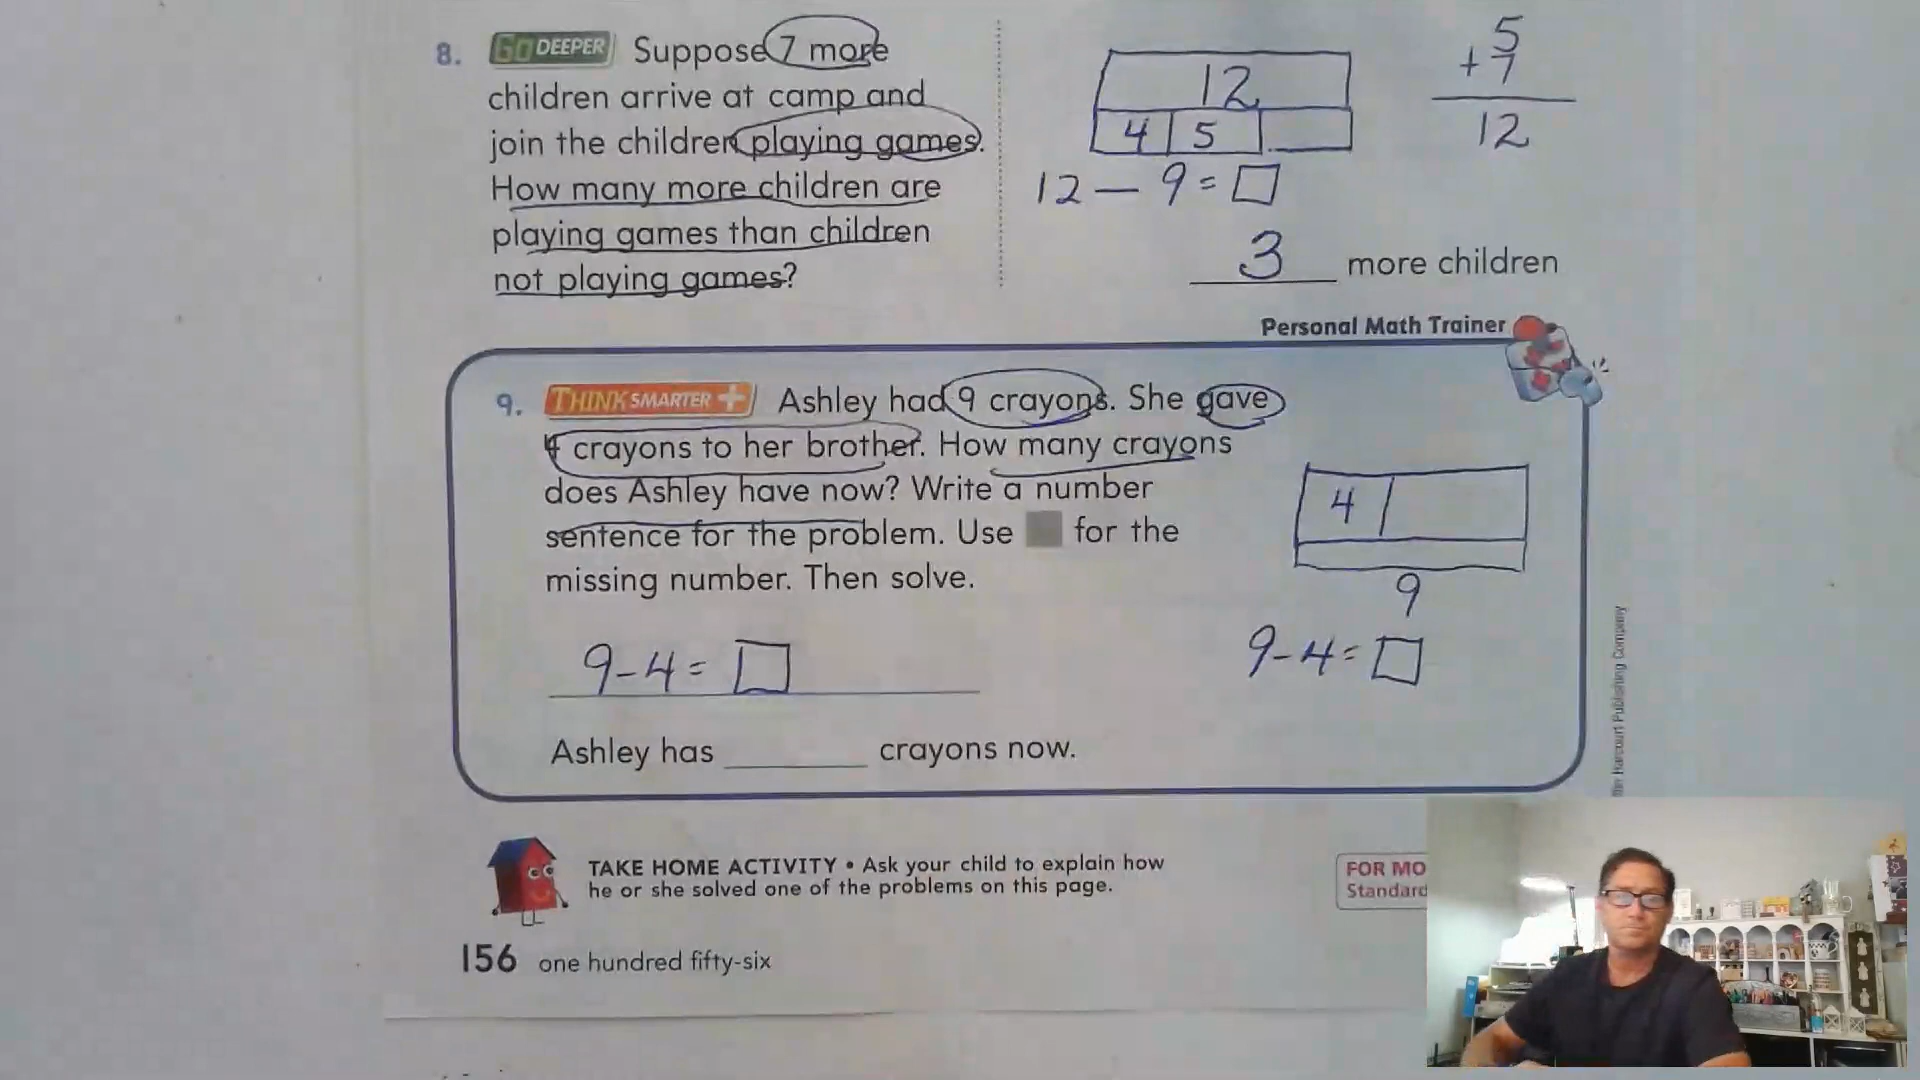 8. GO DEEPER Suppose 7 more
children arrive at camp and
join the children playing games.
How many more children are
playing games than children
not playing games?
12
4 5
5
+ 7
12
12 - 9 = □
3 more children
Personal Math Trainer
9. THINK SMARTER + Ashley had 9 crayons. She gave
4 crayons to her brother. How many crayons
does Ashley have now? Write a number
sentence for the problem. Use ■ for the
missing number. Then solve.
4
9
9 - 4 = □
9 - 4 = □
Ashley has ______ crayons now.
Harcourt Publishing Company
TAKE HOME ACTIVITY • Ask your child to explain how
he or she solved one of the problems on this page.
FOR MO
Standard
156 one hundred fifty-six